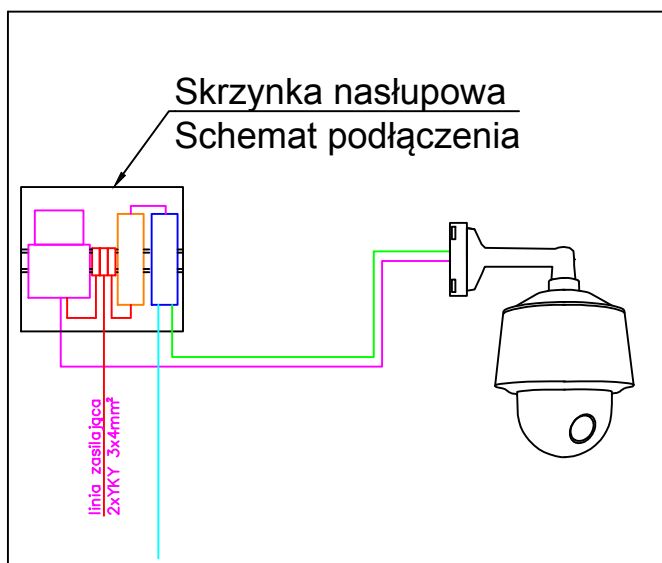 Skrzynka nasłupowa
Schemat podłączenia
linia zasilająca
2xYKY 3x4mm²